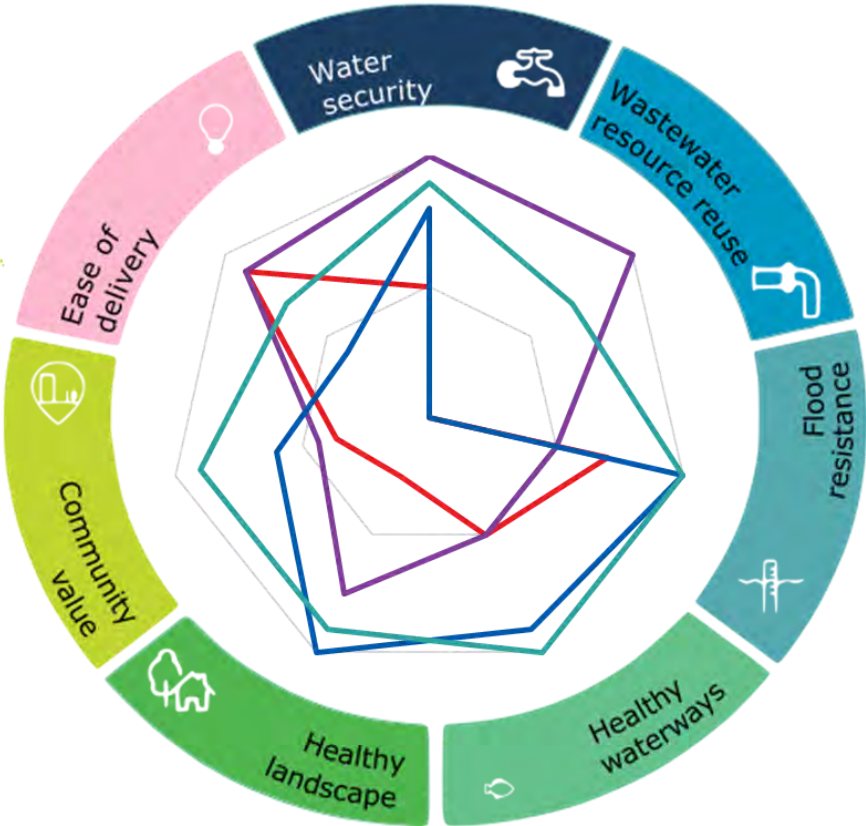 Water
security
Wastewater
resource reuse
Flood
resistance
Healthy
waterways
Healthy
landscape
Community
value
Ease of
delivery